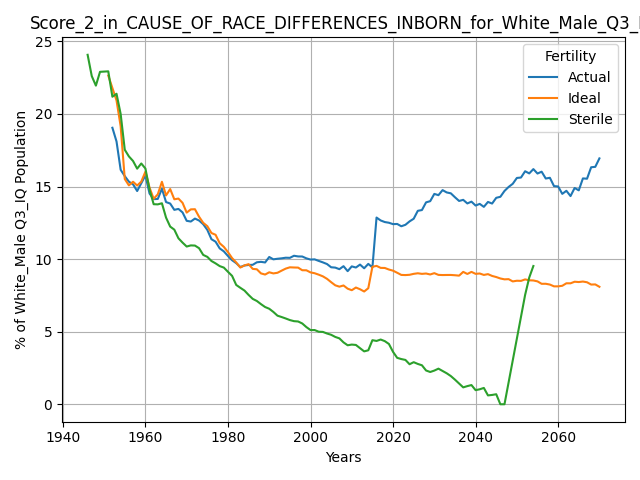 Score_2_in_CAUSE_OF_RACE_DIFFERENCES_INBORN_for_White_Male_Q3_I
25
20
15
10
5
0
% of White_Male Q3_IQ Population
Fertility
Actual
Ideal
Sterile
1940 1960 1980 2000 2020 2040 2060
Years